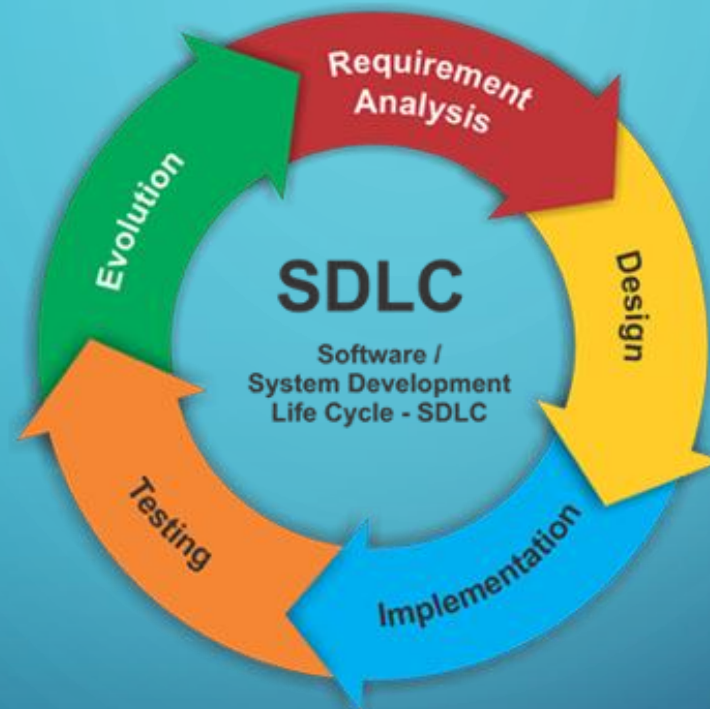 Requirement
Analysis
Design
Implementation
Testing
Evolution
SDLC
Software /
System Development
Life Cycle - SDLC